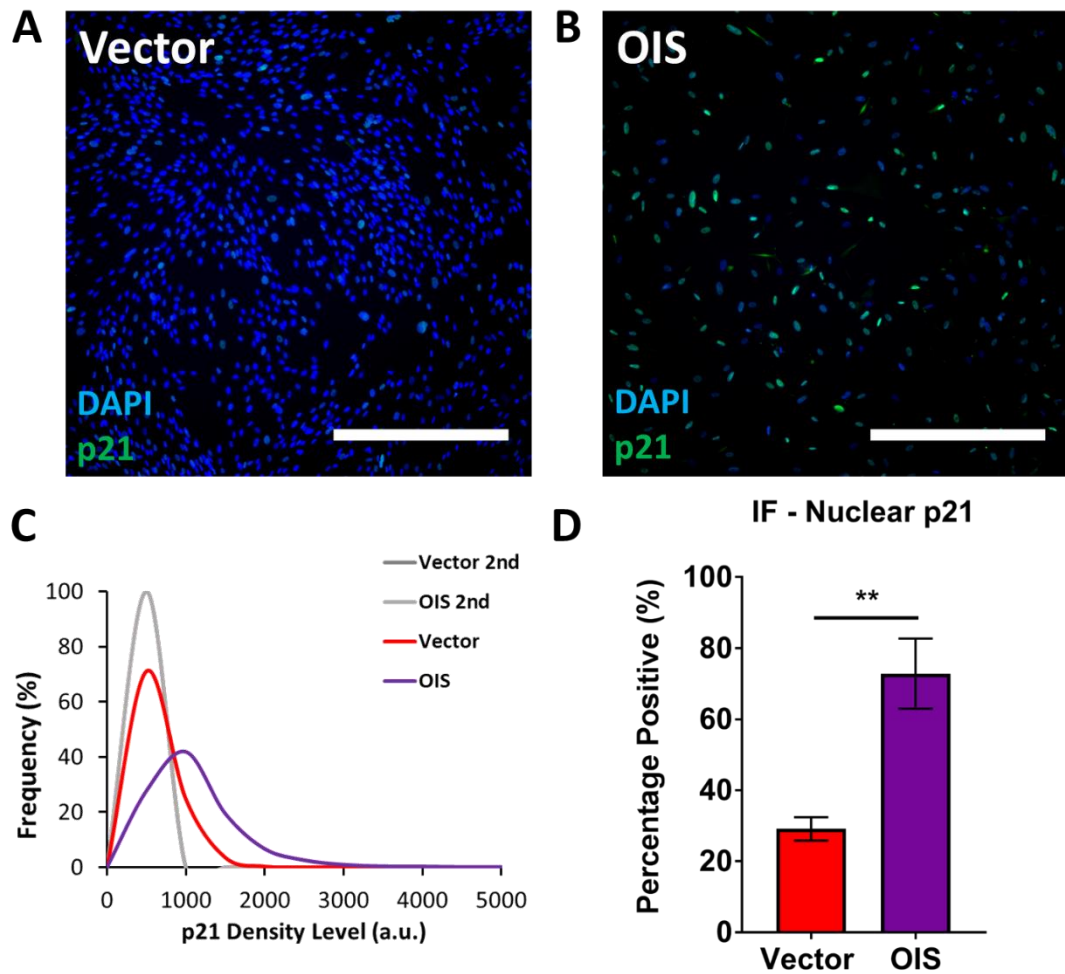 A
Vector
DAPI
p21
B
OIS
DAPI
p21
C
Vector 2nd
OIS 2nd
Vector
OIS
Frequency (%)
100
80
60
40
20
0
0 1000 2000 3000 4000 5000
p21 Density Level (a.u.)
D
IF - Nuclear p21
Percentage Positive (%)
100
80
60
40
20
0
**
Vector OIS